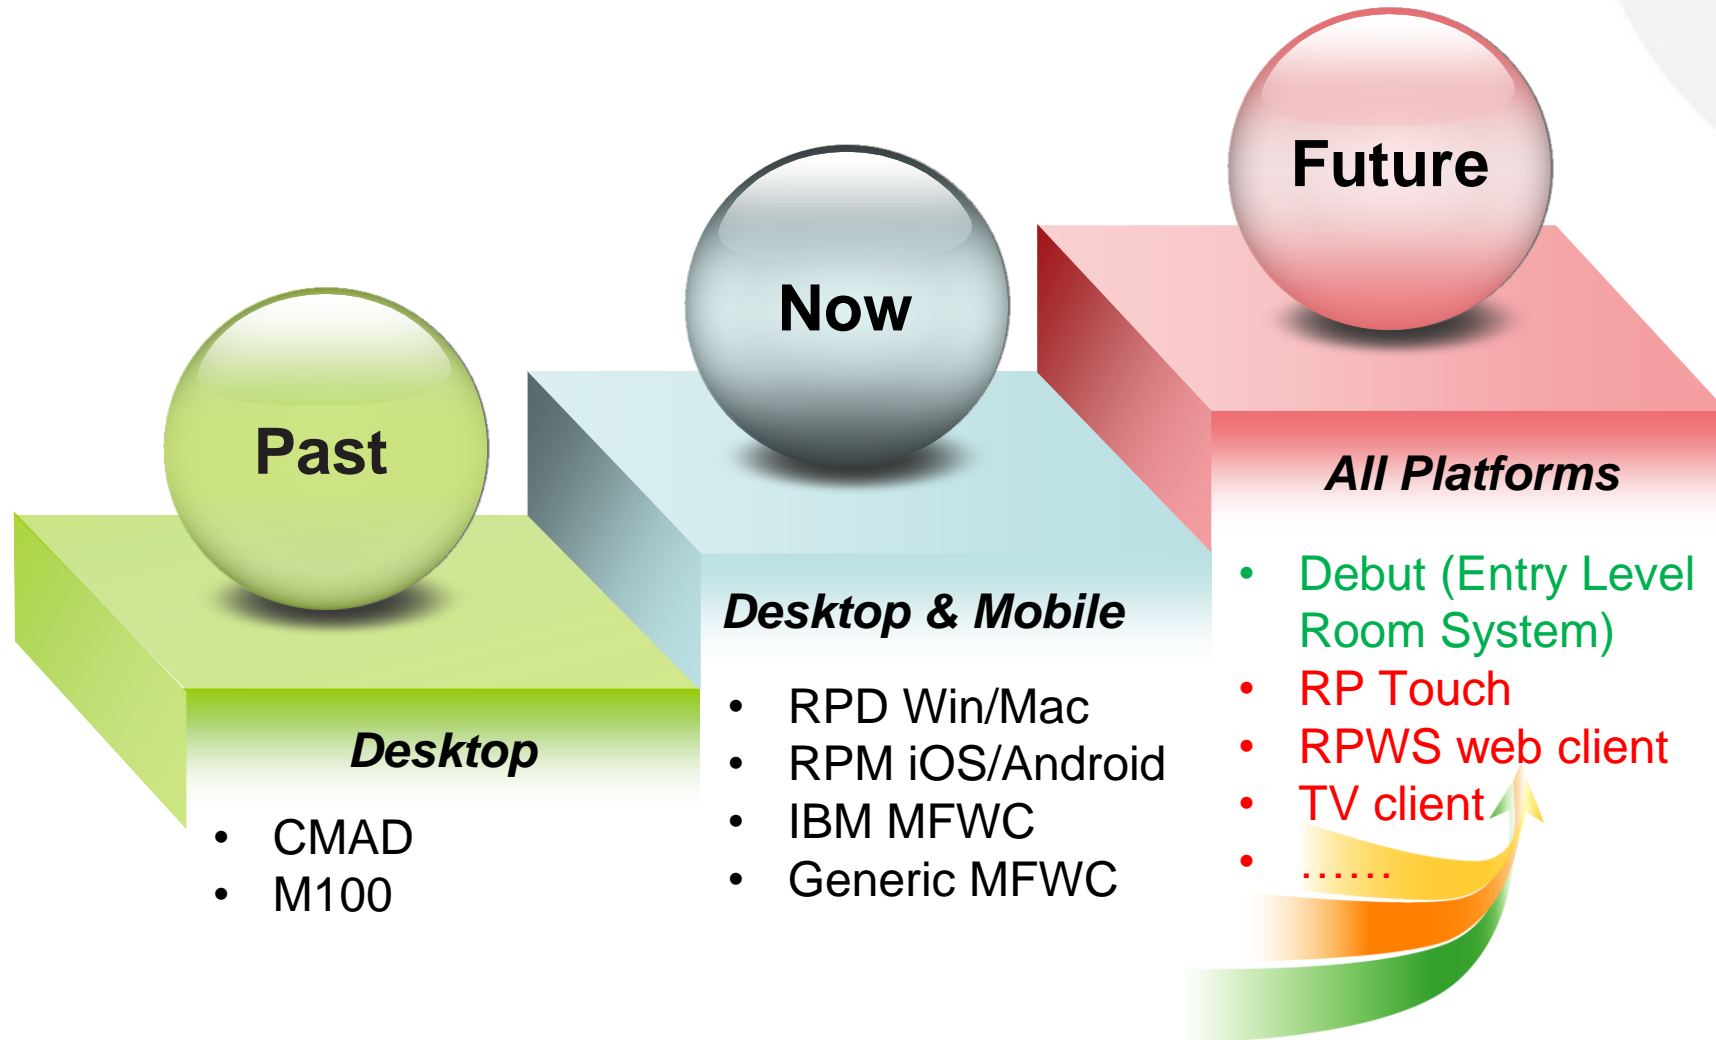 Past
Desktop
• CMAD
• M100
Now
Desktop & Mobile
• RPD Win/Mac
• RPM iOS/Android
• IBM MFWC
• Generic MFWC
Future
All Platforms
• Debut (Entry Level
Room System)
• RP Touch
• RPWS web client
• TV client
• ......